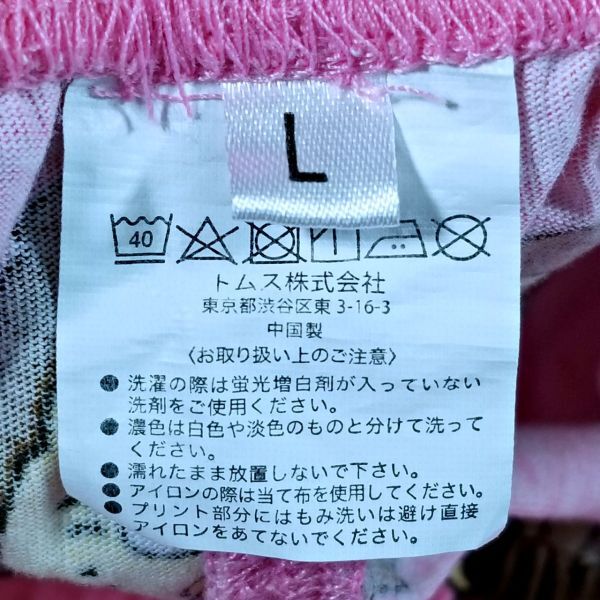 L
40
トムス株式会社
東京都渋谷区東 3-16-3
中国製
〈お取り扱い上のご注意〉
●洗濯の際は蛍光増白剤が入っていない
洗剤をご使用ください。
●濃色は白色や淡色のものと分けて洗って
ください。
●濡れたまま放置しないで下さい。
●アイロンの際は当て布を使用してください。
●プリント部分にはもみ洗いは避け直接
アイロンをあてないでください。